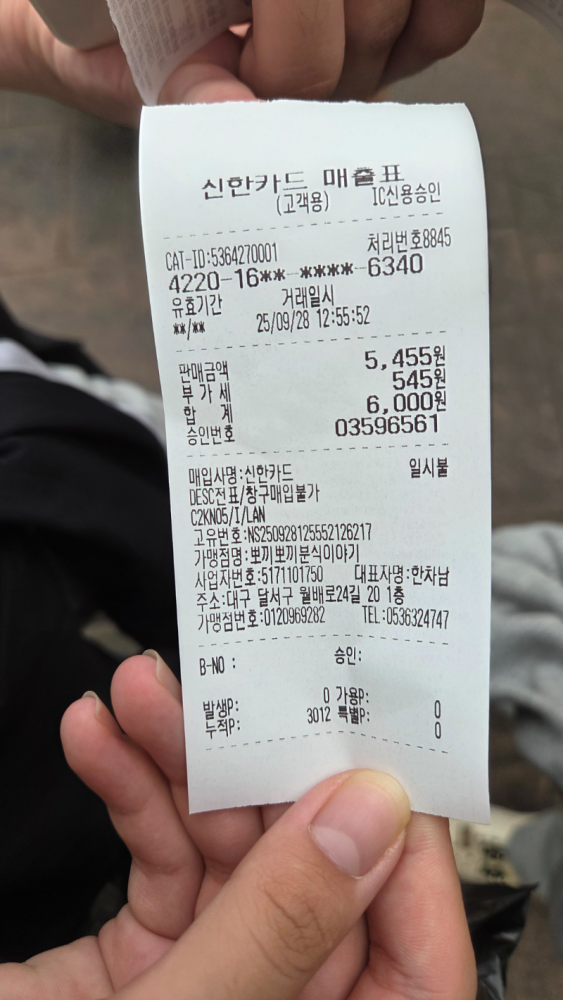 신한카드 매출표
(고객용) IC신용승인
CAT-ID:5364270001 처리번호8845
4220-16**-****-6340
유효기간 거래일시
**/** 25/09/28 12:55:52
판매금액 5,455원
부 가 세 545원
합 계 6,000원
승인번호 03596561
매입사명:신한카드 일시불
DESC전표/창구매입불가
C2KN05/I/LAN
고유번호:NS250928125552126217
가맹점명:뽀끼뽀끼분식이야기
사업자번호:5171101750 대표자명:한차남
주소:대구 달서구 월배로24길 20 1층
가맹점번호:0120969282 TEL:0536324747
B-NO : 승인:
발생P: 0 가용P: 0
누적P: 3012 특별P: 0